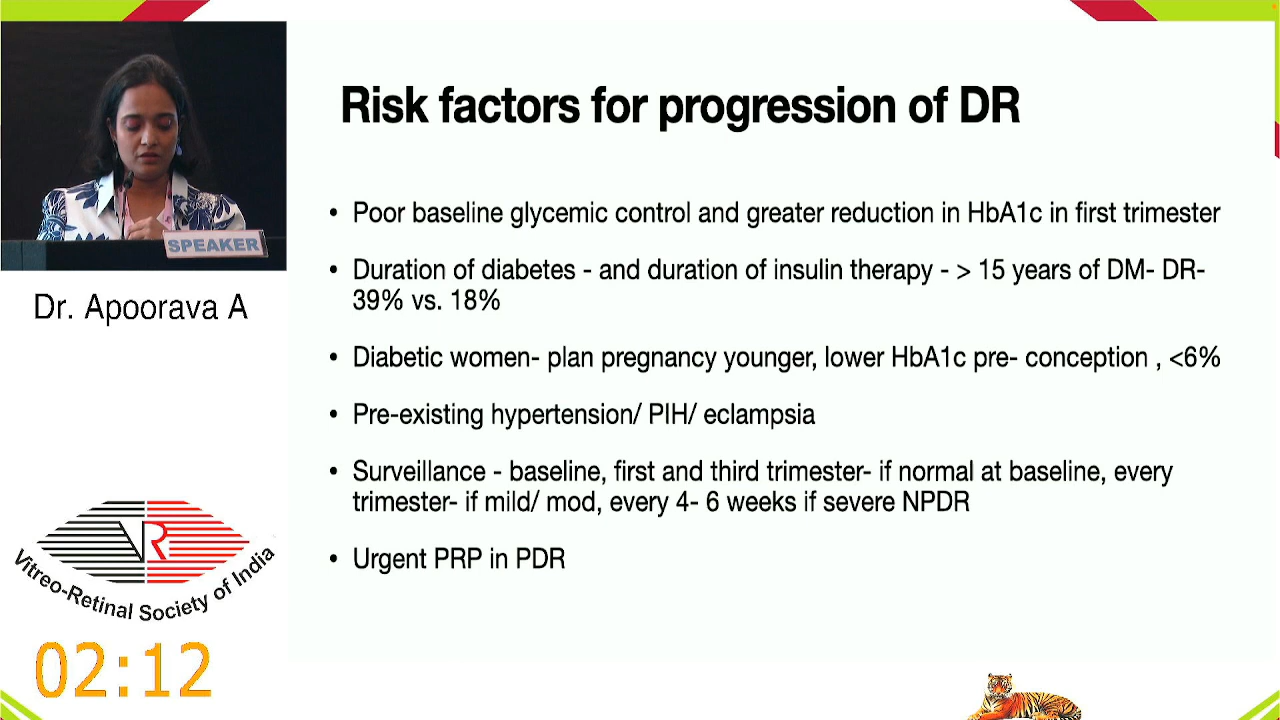 Risk factors for progression of DR
• Poor baseline glycemic control and greater reduction in HbA1c in first trimester
• Duration of diabetes - and duration of insulin therapy - > 15 years of DM- DR-
39% vs. 18%
• Diabetic women- plan pregnancy younger, lower HbA1c pre- conception , <6%
• Pre-existing hypertension/ PIH/ eclampsia
• Surveillance - baseline, first and third trimester- if normal at baseline, every
trimester- if mild/ mod, every 4- 6 weeks if severe NPDR
• Urgent PRP in PDR
SPEAKER
Dr. Apoorava A
VR
Vitreo-Retinal Society of India
02:12